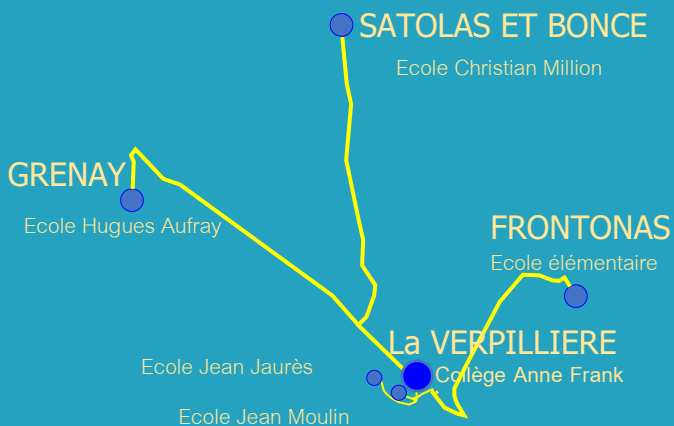 SATOLAS ET BONCE
Ecole Christian Million
GRENAY
Ecole Hugues Aufray
FRONTONAS
Ecole élémentaire
La VERPILLIERE
Ecole Jean Jaurès
Collège Anne Frank
Ecole Jean Moulin